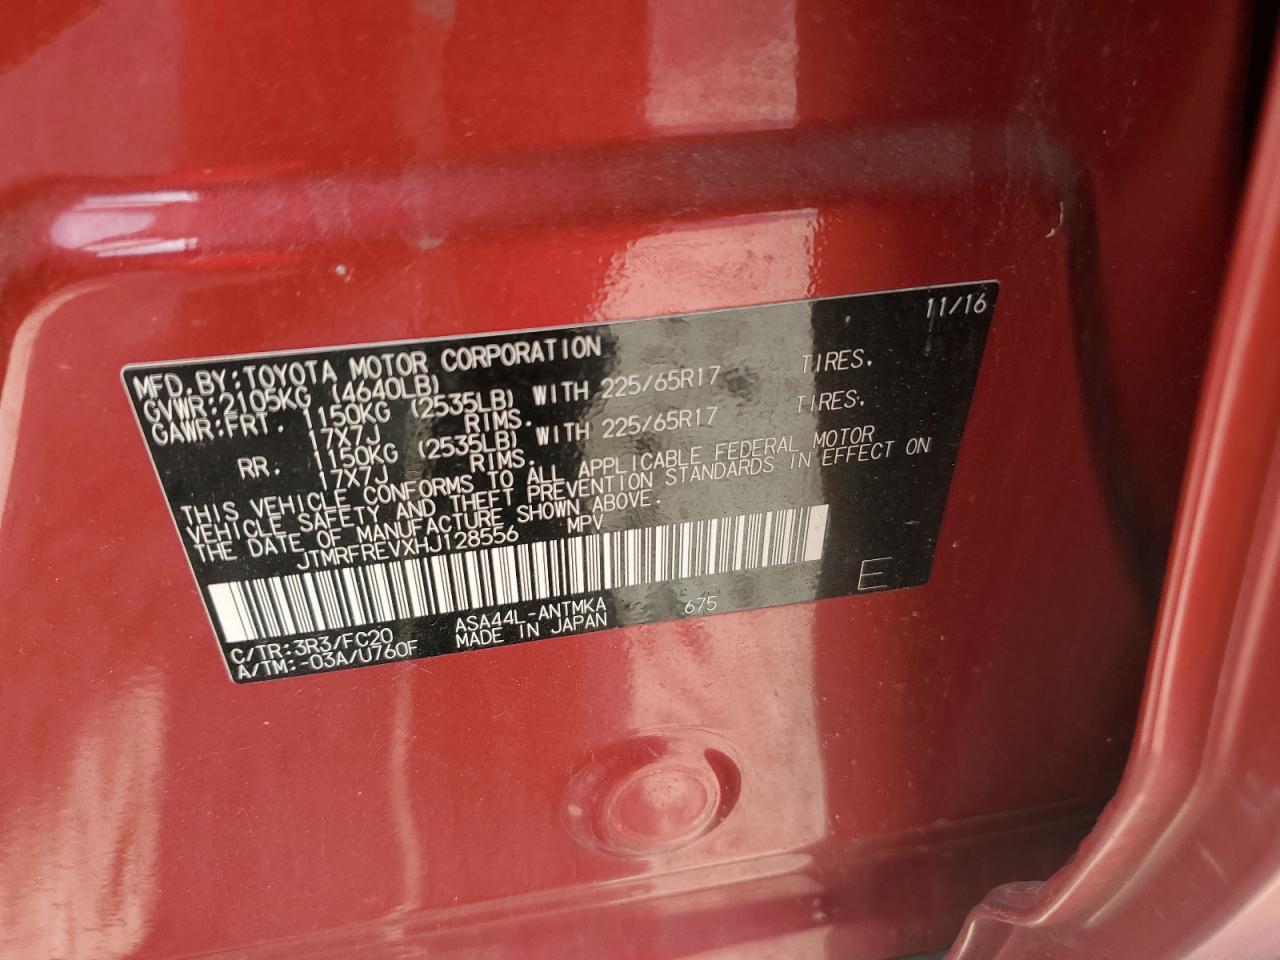 11/16
MFD.BY:TOYOTA MOTOR CORPORATION
GVWR:2105KG (4640LB)
GAWR:FRT. 1150KG (2535LB) WITH 225/65R17 TIRES.
17X7J RIMS.
RR. 1150KG (2535LB) WITH 225/65R17 TIRES.
17X7J RIMS.
THIS VEHICLE CONFORMS TO ALL APPLICABLE FEDERAL MOTOR
VEHICLE SAFETY AND THEFT PREVENTION STANDARDS IN EFFECT ON
THE DATE OF MANUFACTURE SHOWN ABOVE.
JTMRFREVXHJ128556 MPV
E
C/TR:3R3/FC20 ASA44L-ANTMKA 675
A/TM:-03A/U760F MADE IN JAPAN